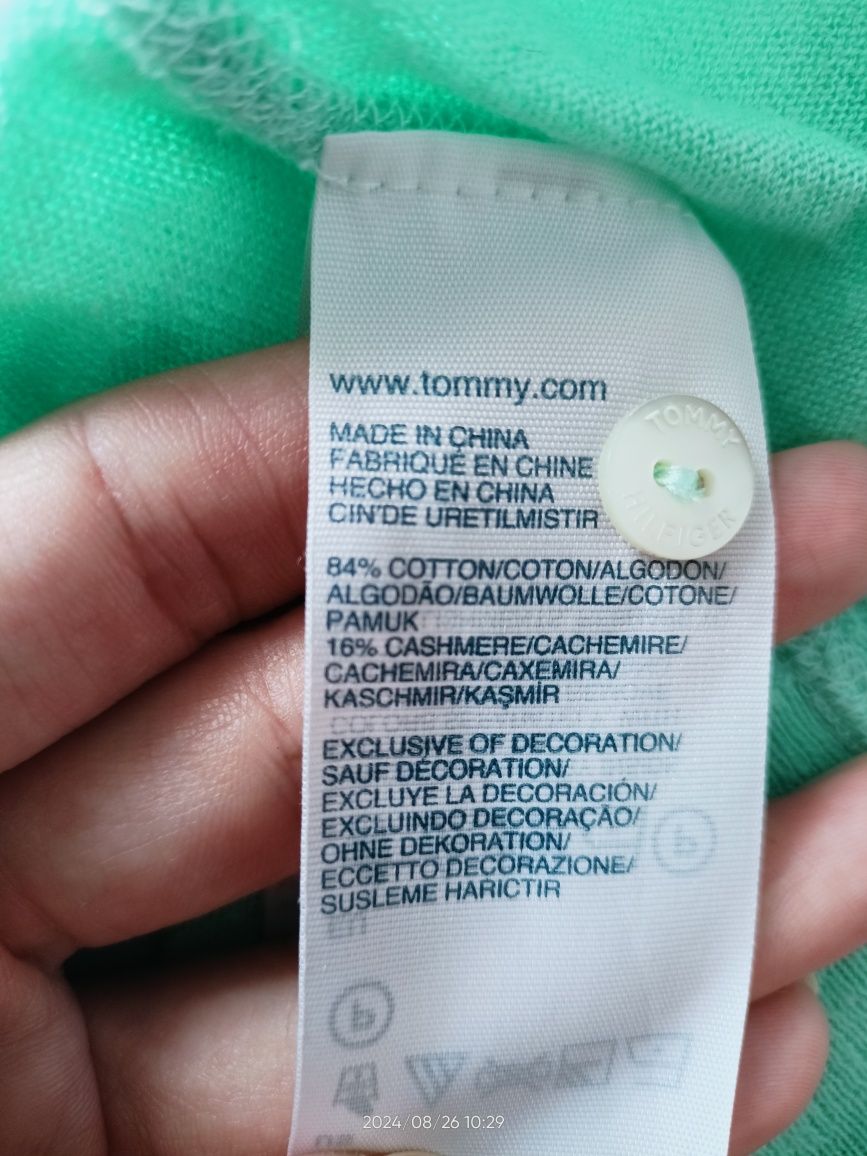 www.tommy.com
MADE IN CHINA
FABRIQUÉ EN CHINE
HECHO EN CHINA
CIN'DE URETILMISTIR
TOMMY
HILFIGER
84% COTTON/COTON/ALGODON/
ALGODÃO/BAUMWOLLE/COTONE/
PAMUK
16% CASHMERE/CACHEMIRE/
CACHEMIRA/CAXEMIRA/
KASCHMIR/KAŞMİR
EXCLUSIVE OF DECORATION/
SAUF DÉCORATION/
EXCLUYE LA DECORACIÓN/
EXCLUINDO DECORAÇÃO/
OHNE DEKORATION/
ECCETTO DECORAZIONE/
SUSLEME HARICTIR
2024/08/26 10:29